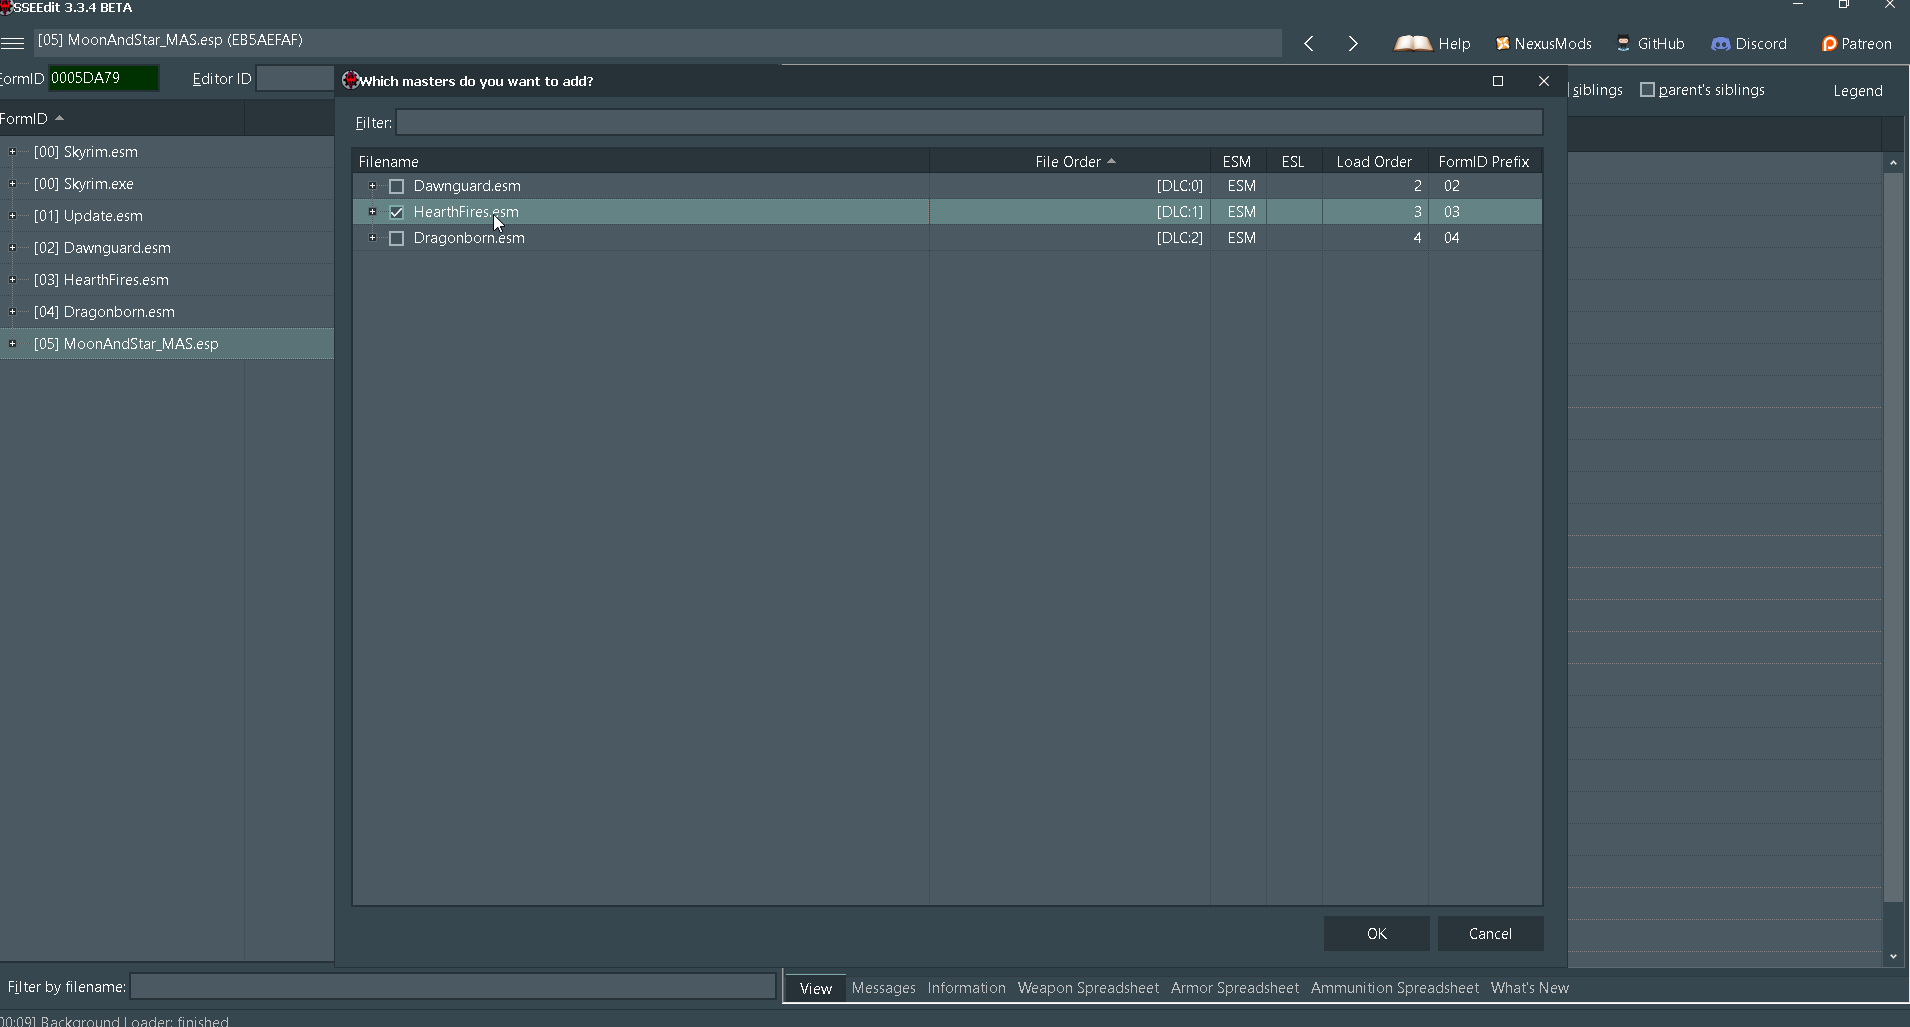 SSEEdit 3.3.4 BETA
[05] MoonAndStar_MAS.esp (EB5AEFAF)
Help
NexusMods
GitHub
Discord
Patreon
FormID
0005DA79
Editor ID
siblings
parent's siblings
Legend
FormID
[00] Skyrim.esm
[00] Skyrim.exe
[01] Update.esm
[02] Dawnguard.esm
[03] HearthFires.esm
[04] Dragonborn.esm
[05] MoonAndStar_MAS.esp
Which masters do you want to add?
Filter:
Filename File Order ESM ESL Load Order FormID Prefix
Dawnguard.esm [DLC:0] ESM 2 02
HearthFires.esm [DLC:1] ESM 3 03
Dragonborn.esm [DLC:2] ESM 4 04
OK
Cancel
Filter by filename:
View Messages Information Weapon Spreadsheet Armor Spreadsheet Ammunition Spreadsheet What's New
00:09] Background Loader: finished